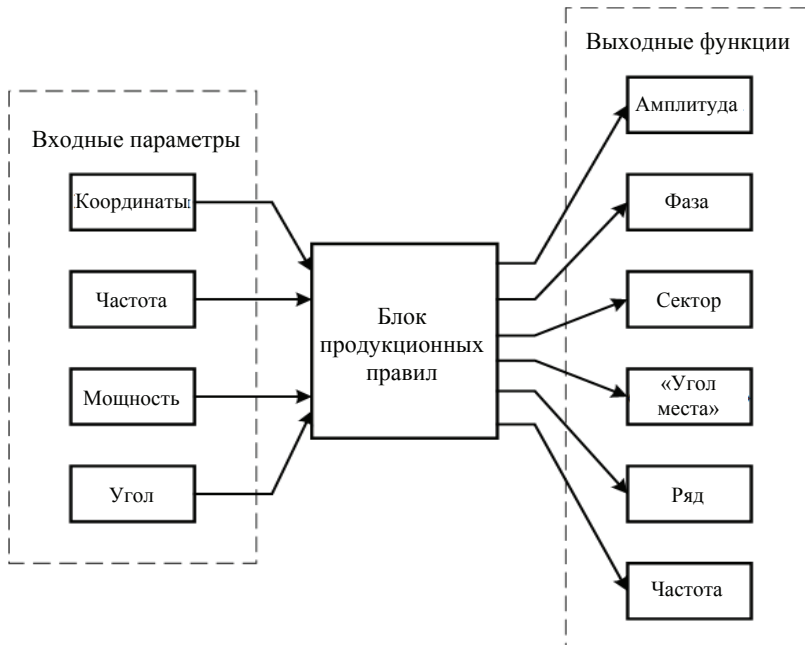 Входные параметры
Координаты
Частота
Мощность
Угол
Блок
продукционных
правил
Выходные функции
Амплитуда
Фаза
Сектор
«Угол
места»
Ряд
Частота